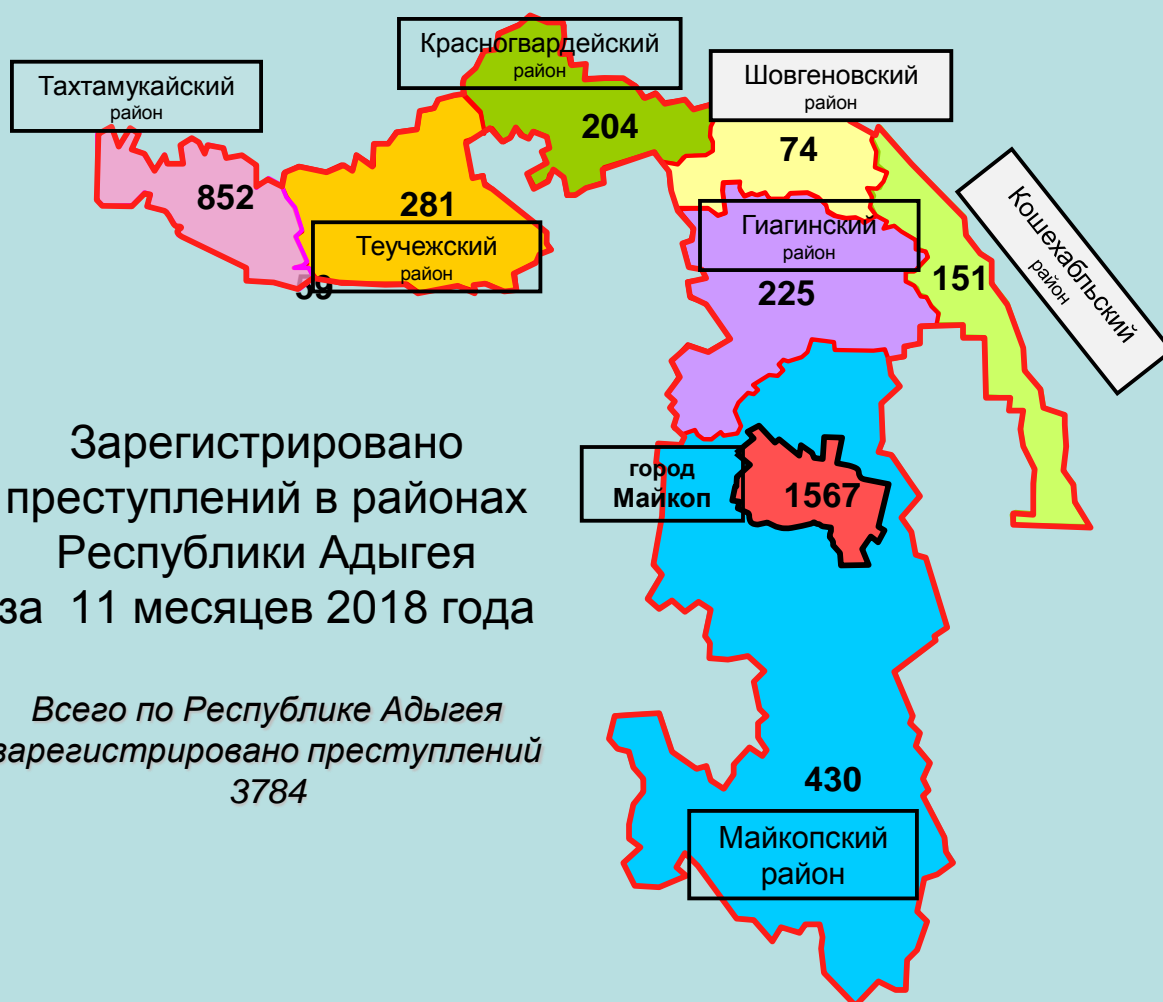 Красногвардейский
район
Тахтамукайский
район
Шовгеновский
район
204
74
852
281
Кошехабльский
район
Теучежский
район
Гиагинский
район
151
59
225
Зарегистрировано
преступлений в районах
Республики Адыгея
за 11 месяцев 2018 года
город
Майкоп
1567
Всего по Республике Адыгея
зарегистрировано преступлений
3784
430
Майкопский
район